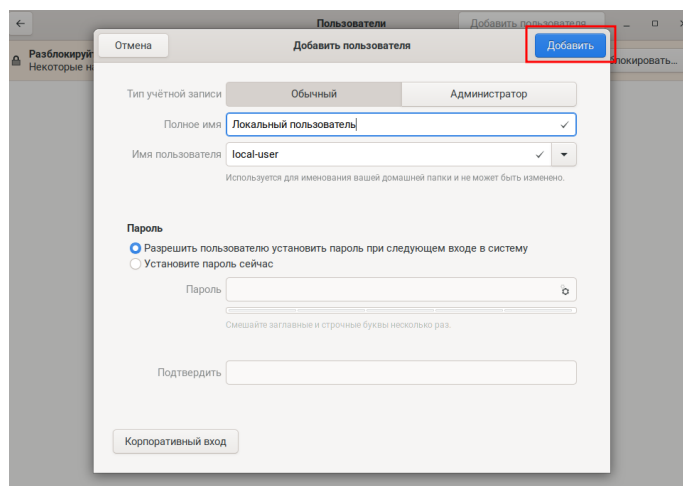 Пользователи
Добавить пользователя
Отмена
Добавить пользователя
Добавить
Разблокируй
Некоторые н
блокировать...
Тип учётной записи
Обычный
Администратор
Полное имя
Локальный пользователь
Имя пользователя
local-user
Используется для именования вашей домашней папки и не может быть изменено.
Пароль
Разрешить пользователю установить пароль при следующем входе в систему
Установите пароль сейчас
Пароль
Смешайте заглавные и строчные буквы несколько раз.
Подтвердить
Корпоративный вход